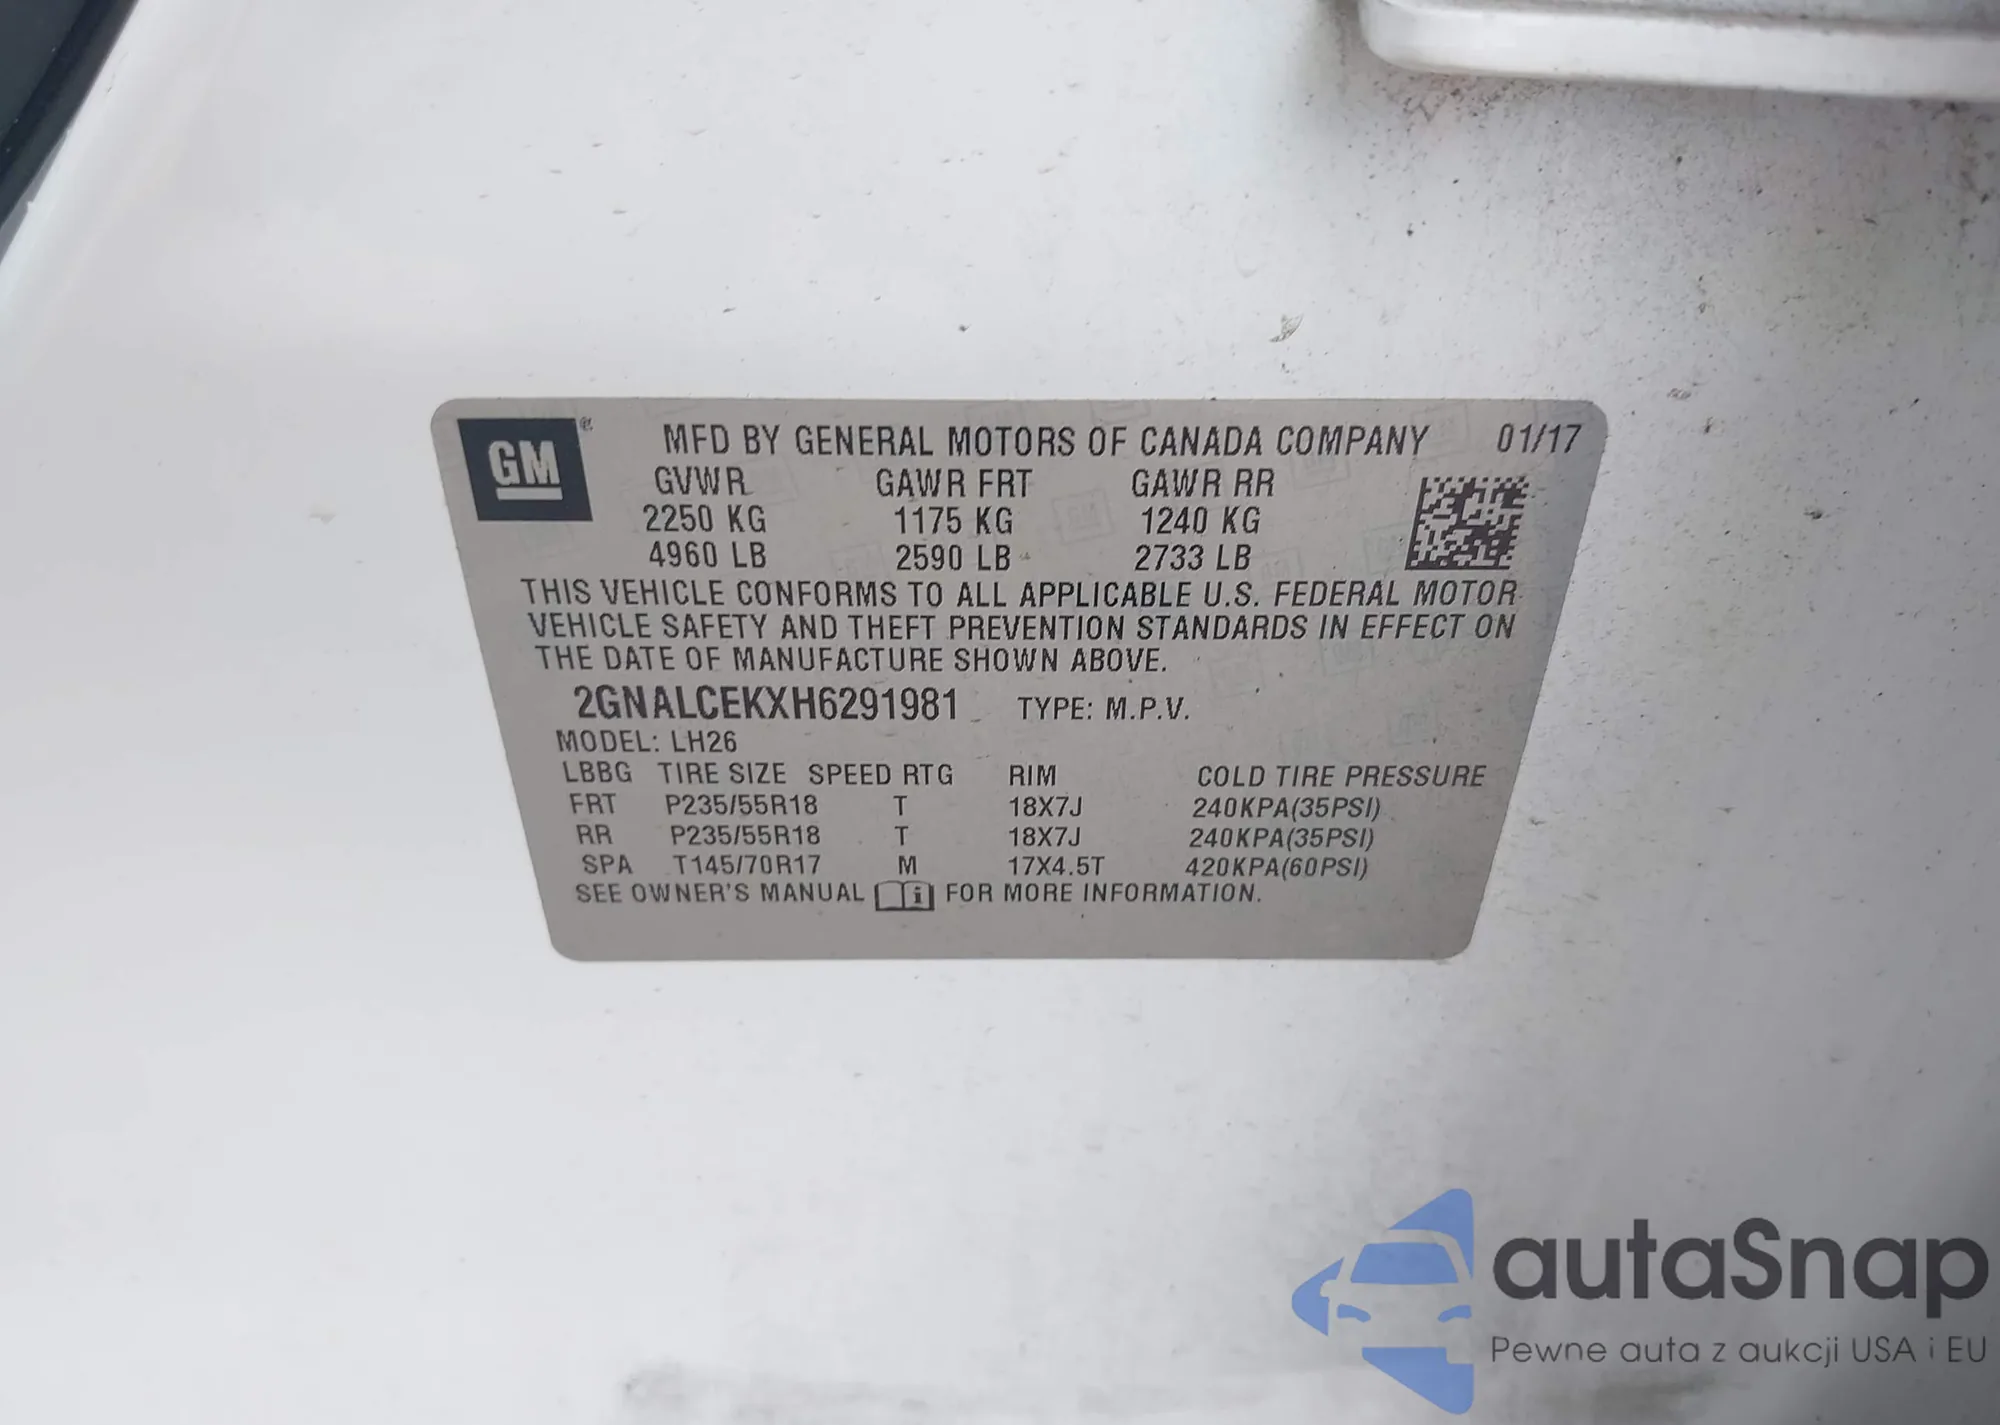 GM® MFD BY GENERAL MOTORS OF CANADA COMPANY 01/17
GVWR GAWR FRT GAWR RR
2250 KG 1175 KG 1240 KG
4960 LB 2590 LB 2733 LB
THIS VEHICLE CONFORMS TO ALL APPLICABLE U.S. FEDERAL MOTOR
VEHICLE SAFETY AND THEFT PREVENTION STANDARDS IN EFFECT ON
THE DATE OF MANUFACTURE SHOWN ABOVE.
2GNALCEKXH6291981 TYPE: M.P.V.
MODEL: LH26
LBBG TIRE SIZE SPEED RTG RIM COLD TIRE PRESSURE
FRT P235/55R18 T 18X7J 240KPA(35PSI)
RR P235/55R18 T 18X7J 240KPA(35PSI)
SPA T145/70R17 M 17X4.5T 420KPA(60PSI)
SEE OWNER'S MANUAL i FOR MORE INFORMATION.
autaSnap
Pewne auta z aukcji USA i EU